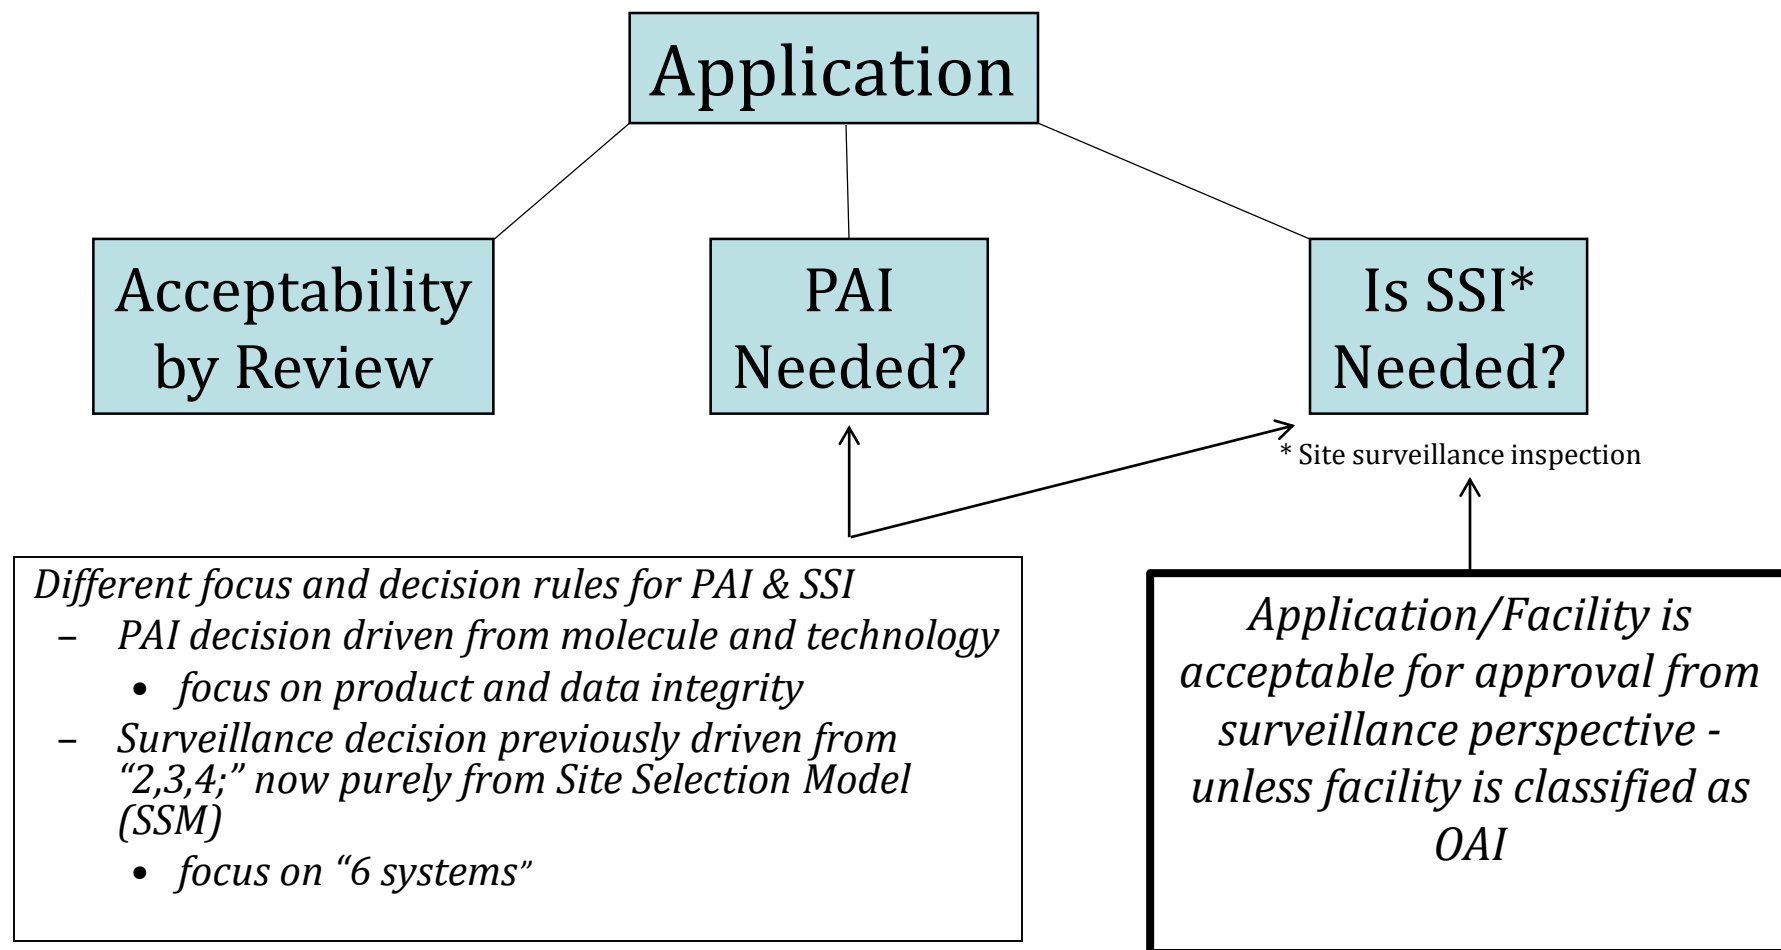 Application
Acceptability
by Review
PAI
Needed?
Is SSI*
Needed?
* Site surveillance inspection
Different focus and decision rules for PAI & SSI
– PAI decision driven from molecule and technology
• focus on product and data integrity
– Surveillance decision previously driven from
“2,3,4;” now purely from Site Selection Model
(SSM)
• focus on “6 systems”
Application/Facility is
acceptable for approval from
surveillance perspective -
unless facility is classified as
OAI